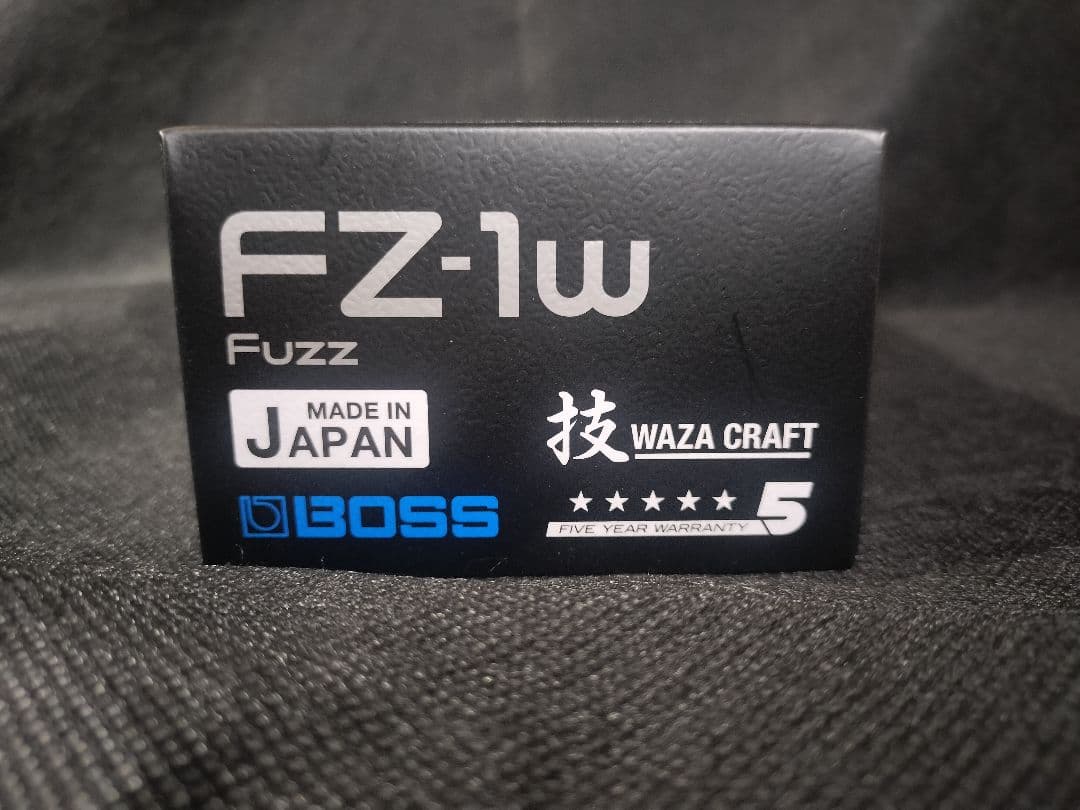 FZ-1w
Fuzz
MADE IN
JAPAN
技 WAZA CRAFT
BOSS
★★★★★ 5
FIVE YEAR WARRANTY